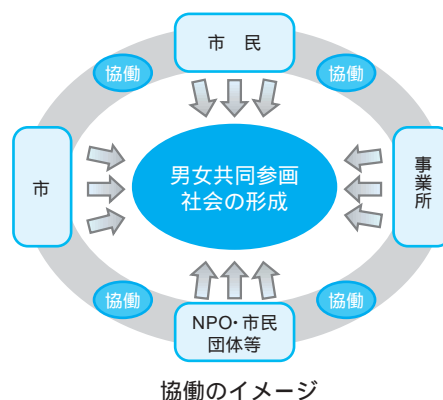 市 民
協働
協働
市
男女共同参画
社会の形成
事業所
協働
協働
NPO・市民
団体等
協働のイメージ